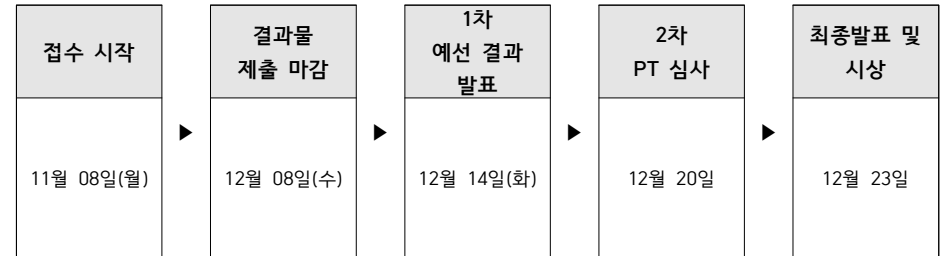 접수 시작
결과물
제출 마감
1차
예선 결과
발표
2차
PT 심사
최종발표 및
시상
11월 08일(월)
▶
12월 08일(수)
▶
12월 14일(화)
▶
12월 20일
▶
12월 23일